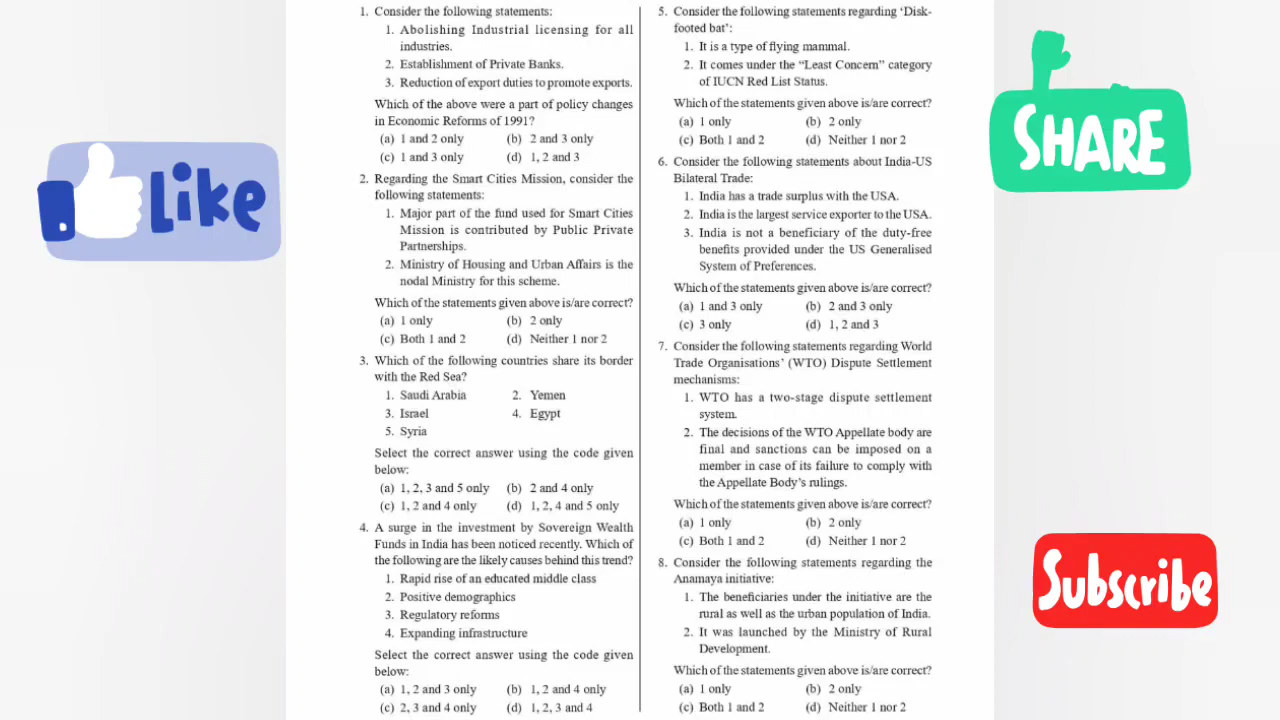 Like
1. Consider the following statements:
1. Abolishing Industrial licensing for all
industries.
2. Establishment of Private Banks.
3. Reduction of export duties to promote exports.
Which of the above were a part of policy changes
in Economic Reforms of 1991?
(a) 1 and 2 only (b) 2 and 3 only
(c) 1 and 3 only (d) 1, 2 and 3
2. Regarding the Smart Cities Mission, consider the
following statements:
1. Major part of the fund used for Smart Cities
Mission is contributed by Public Private
Partnerships.
2. Ministry of Housing and Urban Affairs is the
nodal Ministry for this scheme.
Which of the statements given above is/are correct?
(a) 1 only (b) 2 only
(c) Both 1 and 2 (d) Neither 1 nor 2
3. Which of the following countries share its border
with the Red Sea?
1. Saudi Arabia 2. Yemen
3. Israel 4. Egypt
5. Syria
Select the correct answer using the code given
below:
(a) 1, 2, 3 and 5 only (b) 2 and 4 only
(c) 1, 2 and 4 only (d) 1, 2, 4 and 5 only
4. A surge in the investment by Sovereign Wealth
Funds in India has been noticed recently. Which of
the following are the likely causes behind this trend?
1. Rapid rise of an educated middle class
2. Positive demographics
3. Regulatory reforms
4. Expanding infrastructure
Select the correct answer using the code given
below:
(a) 1, 2 and 3 only (b) 1, 2 and 4 only
(c) 2, 3 and 4 only (d) 1, 2, 3 and 4
5. Consider the following statements regarding ‘Disk-
footed bat’:
1. It is a type of flying mammal.
2. It comes under the “Least Concern” category
of IUCN Red List Status.
Which of the statements given above is/are correct?
(a) 1 only (b) 2 only
(c) Both 1 and 2 (d) Neither 1 nor 2
6. Consider the following statements about India-US
Bilateral Trade:
1. India has a trade surplus with the USA.
2. India is the largest service exporter to the USA.
3. India is not a beneficiary of the duty-free
benefits provided under the US Generalised
System of Preferences.
Which of the statements given above is/are correct?
(a) 1 and 3 only (b) 2 and 3 only
(c) 3 only (d) 1, 2 and 3
7. Consider the following statements regarding World
Trade Organisations’ (WTO) Dispute Settlement
mechanisms:
1. WTO has a two-stage dispute settlement
system.
2. The decisions of the WTO Appellate body are
final and sanctions can be imposed on a
member in case of its failure to comply with
the Appellate Body’s rulings.
Which of the statements given above is/are correct?
(a) 1 only (b) 2 only
(c) Both 1 and 2 (d) Neither 1 nor 2
8. Consider the following statements regarding the
Anamaya initiative:
1. The beneficiaries under the initiative are the
rural as well as the urban population of India.
2. It was launched by the Ministry of Rural
Development.
Which of the statements given above is/are correct?
(a) 1 only (b) 2 only
(c) Both 1 and 2 (d) Neither 1 nor 2
SHARE
Subscribe